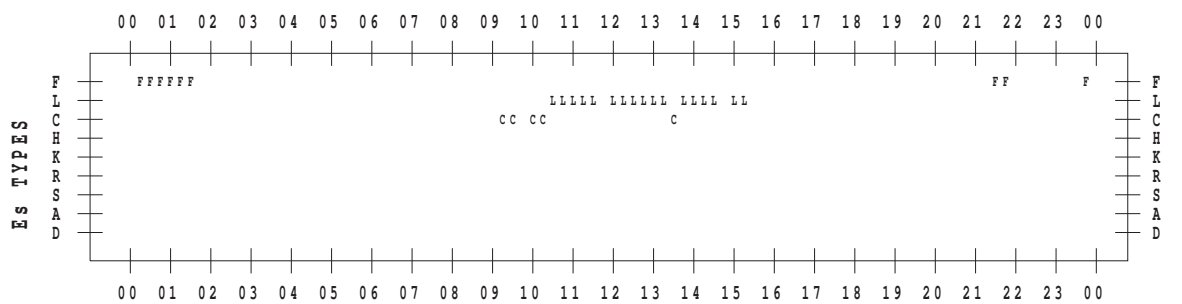 00 01 02 03 04 05 06 07 08 09 10 11 12 13 14 15 16 17 18 19 20 21 22 23 00
Es TYPES
F FFFFFF FF F F
L LLLLL LLLLLL LLLL LL L
C CC CC C C
H H
K K
R R
S S
A A
D D
00 01 02 03 04 05 06 07 08 09 10 11 12 13 14 15 16 17 18 19 20 21 22 23 00